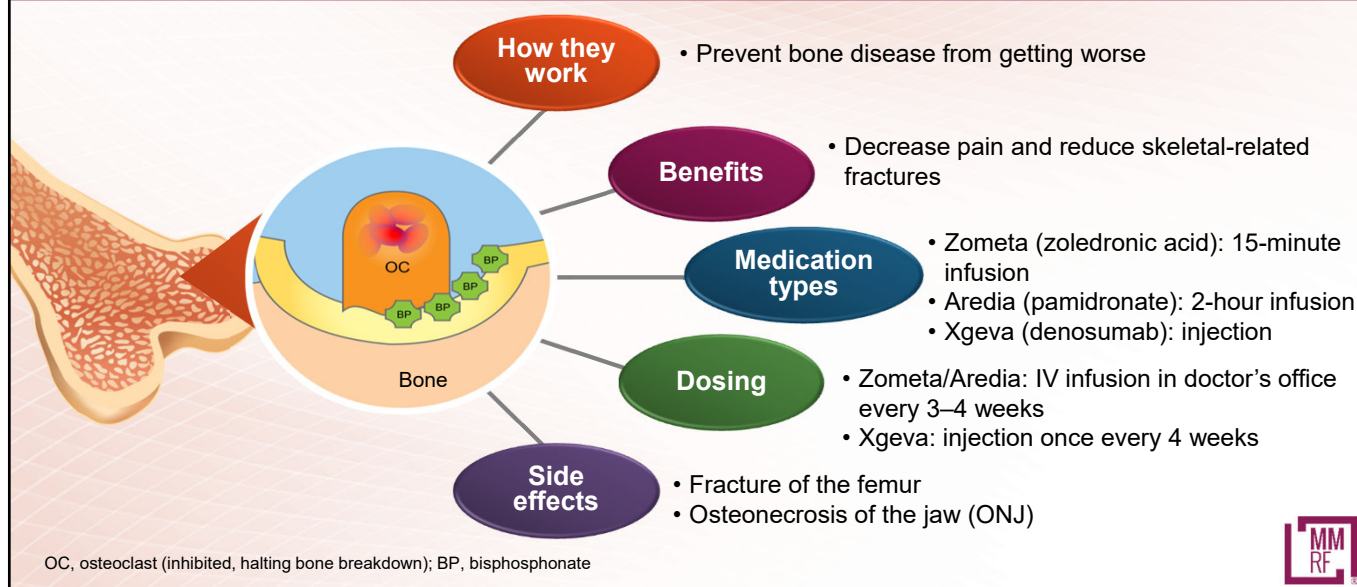 How they
work
• Prevent bone disease from getting worse
Benefits
• Decrease pain and reduce skeletal-related
fractures
Medication
types
• Zometa (zoledronic acid): 15-minute
infusion
• Aredia (pamidronate): 2-hour infusion
• Xgeva (denosumab): injection
Dosing
• Zometa/Aredia: IV infusion in doctor’s office
every 3–4 weeks
• Xgeva: injection once every 4 weeks
Side
effects
• Fracture of the femur
• Osteonecrosis of the jaw (ONJ)
OC
BP
BP
BP
BP
Bone
OC, osteoclast (inhibited, halting bone breakdown); BP, bisphosphonate
MM
RF
®